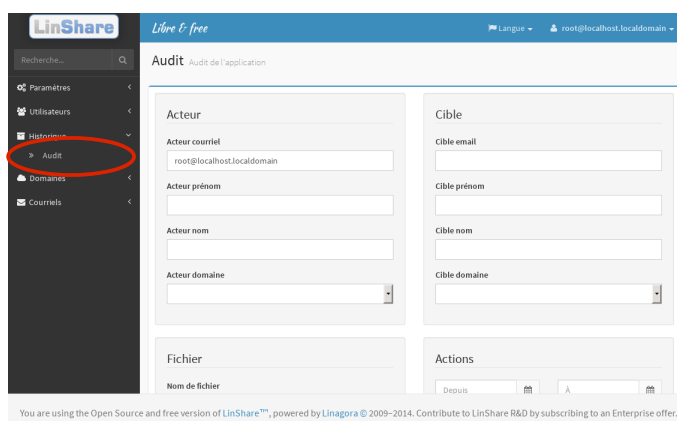 LinShare
Libre & free
Langue
root@localhost.localdomain
Recherche...
Audit Audit de l'application
Paramètres
Utilisateurs
Historique
» Audit
Domaines
Courriels
Acteur
Acteur courriel
root@localhost.localdomain
Acteur prénom
Acteur nom
Acteur domaine
Cible
Cible email
Cible prénom
Cible nom
Cible domaine
Fichier
Nom de fichier
Actions
Depuis
À
You are using the Open Source and free version of LinShare™, powered by Linagora © 2009–2014. Contribute to LinShare R&D by subscribing to an Enterprise offer.